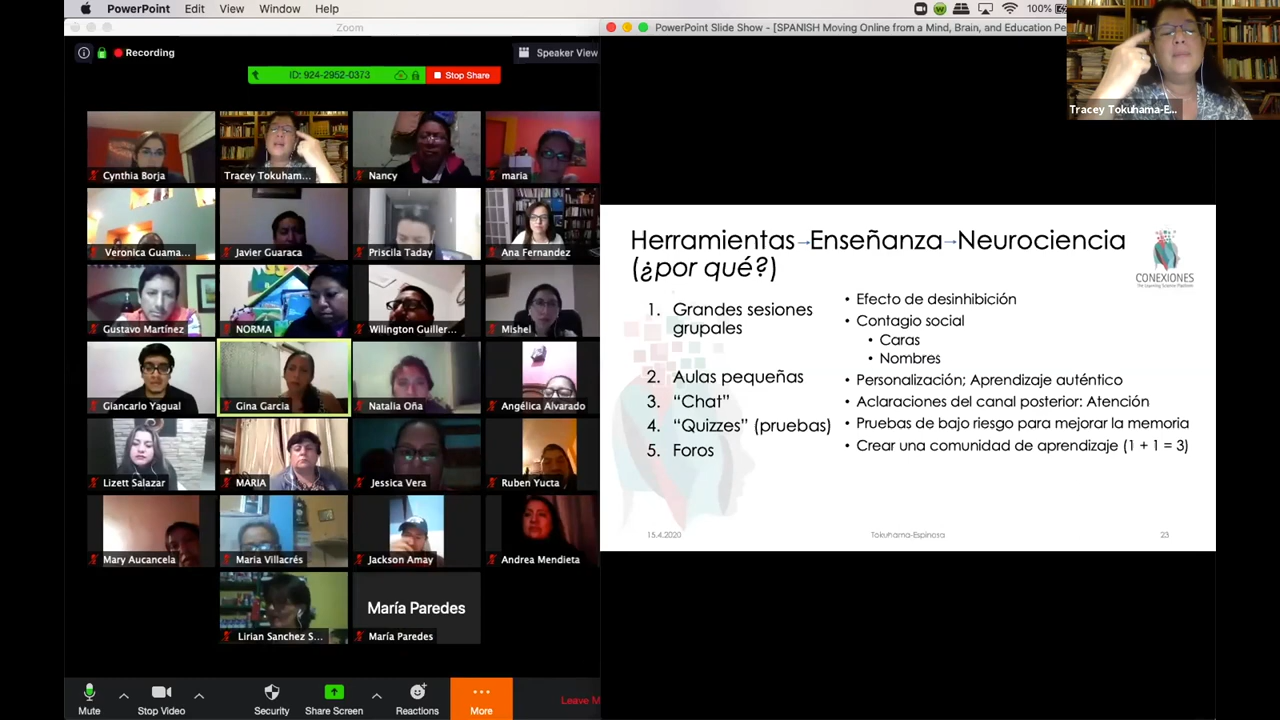 PowerPoint Edit View Window Help
100%
Zoom
PowerPoint Slide Show - [SPANISH Moving Online from a Mind, Brain, and Education Pe
Recording
Speaker View
ID: 924-2952-0373
Stop Share
Tracey Tokuhama-E...
Cynthia Borja
Tracey Tokuham...
Nancy
maria
Veronica Guama...
Javier Guaraca
Priscila Taday
Ana Fernandez
Gustavo Martínez
NORMA
Wilington Guiller...
Mishel
Giancarlo Yagual
Gina Garcia
Natalia Oña
Angélica Alvarado
Lizett Salazar
MARIA
Jessica Vera
Ruben Yucta
Mary Aucancela
Maria Villacrés
Jackson Amay
Andrea Mendieta
Lirian Sanchez S...
María Paredes
María Paredes
Mute
Stop Video
Security
Share Screen
Reactions
More
Leave M
Herramientas→Enseñanza→Neurociencia
(¿por qué?)
CONEXIONES
The Learning Science Platform
1. Grandes sesiones
grupales
2. Aulas pequeñas
3. “Chat”
4. “Quizzes” (pruebas)
5. Foros
• Efecto de desinhibición
• Contagio social
• Caras
• Nombres
• Personalización; Aprendizaje auténtico
• Aclaraciones del canal posterior: Atención
• Pruebas de bajo riesgo para mejorar la memoria
• Crear una comunidad de aprendizaje (1 + 1 = 3)
15.4.2020
Tokuhama-Espinosa
23